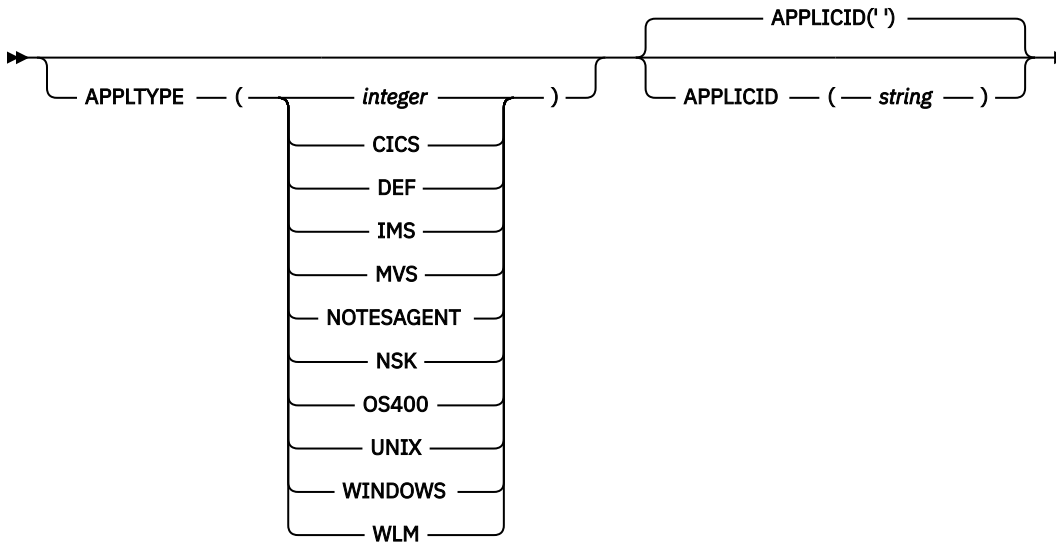 APPLICID(' ')
APPLTYPE ( integer ) APPLICID ( string )
CICS
DEF
IMS
MVS
NOTESAGENT
NSK
OS400
UNIX
WINDOWS
WLM